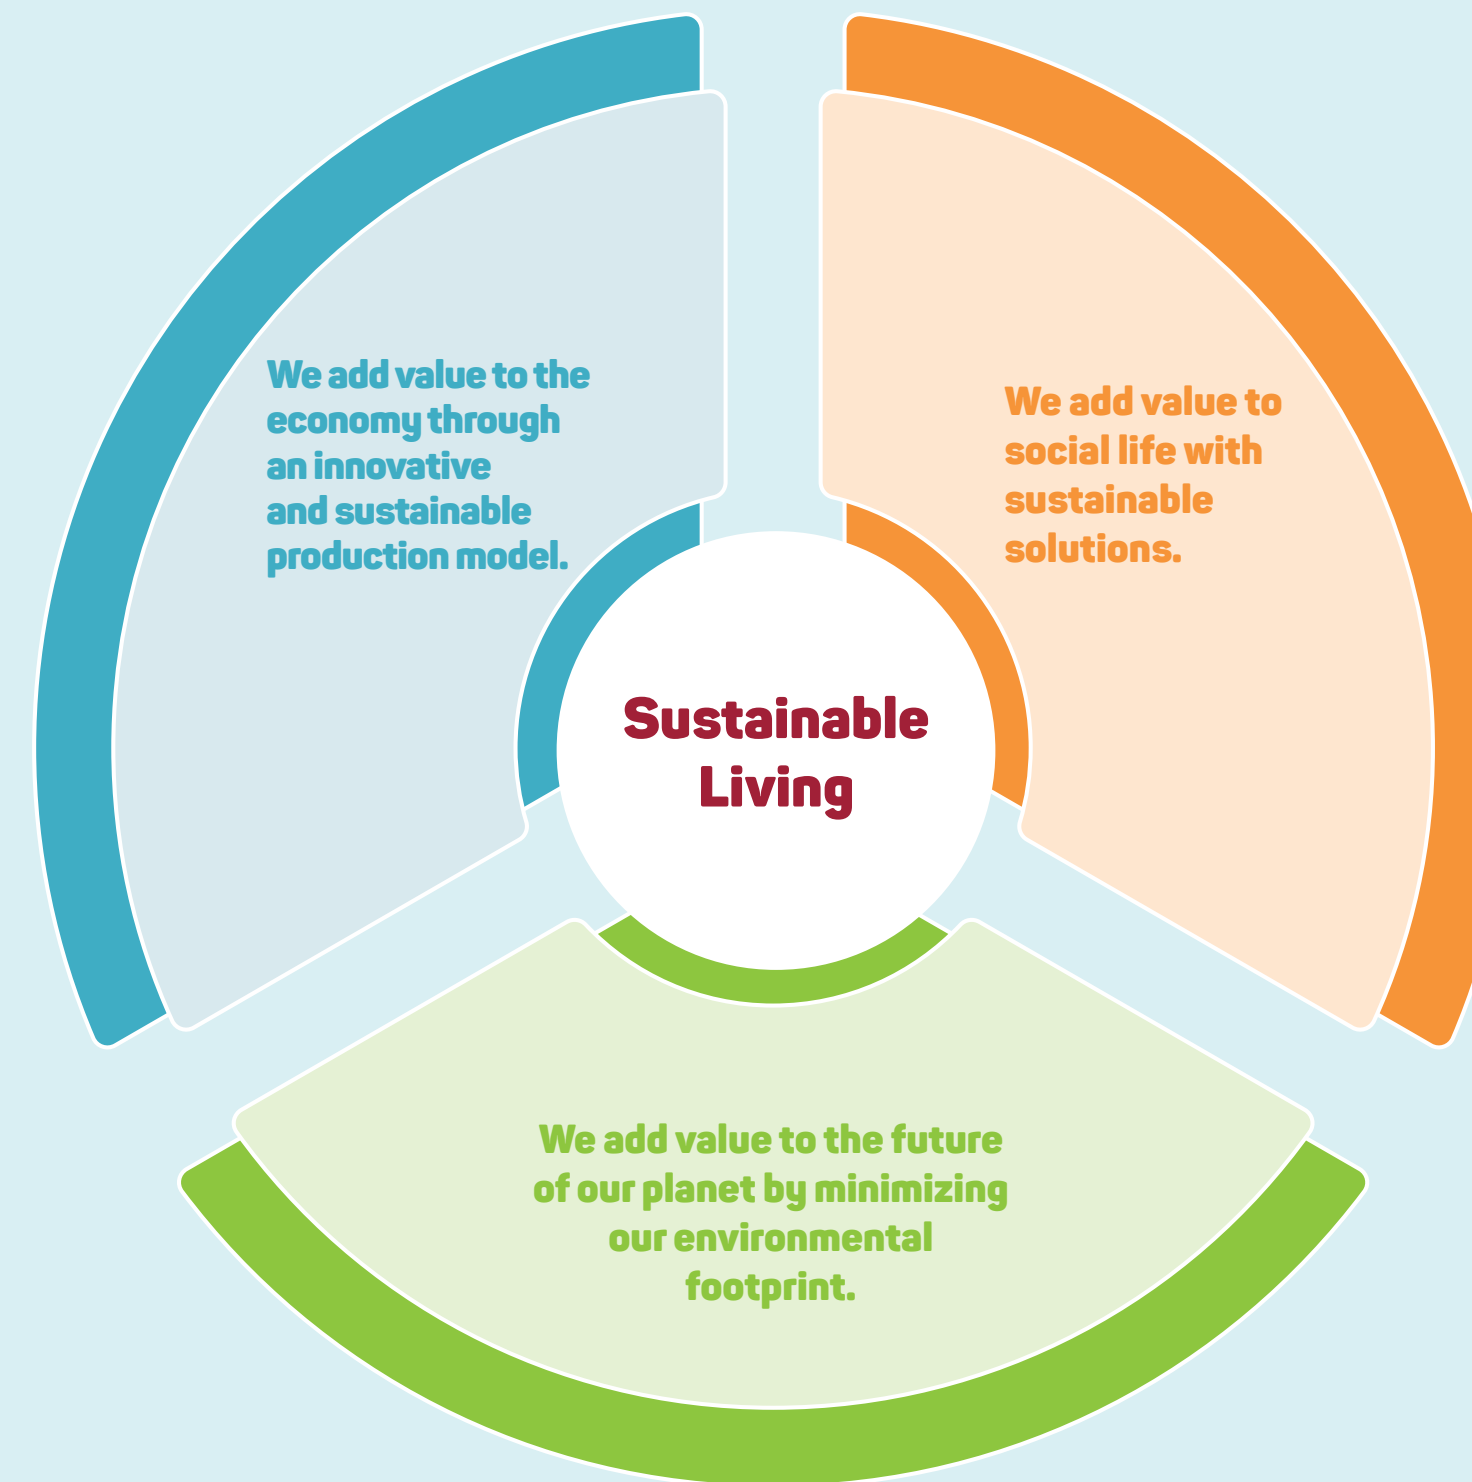 We add value to the
economy through
an innovative
and sustainable
production model.
We add value to
social life with
sustainable
solutions.
Sustainable
Living
We add value to the future
of our planet by minimizing
our environmental
footprint.